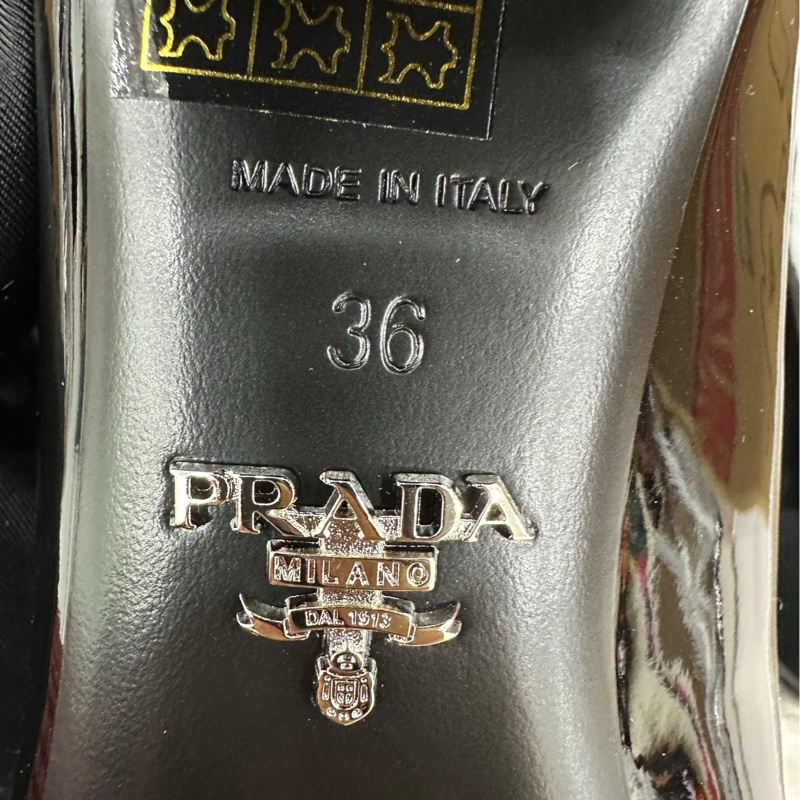 MADE IN ITALY
36
PRADA
MILANO
DAL 1913